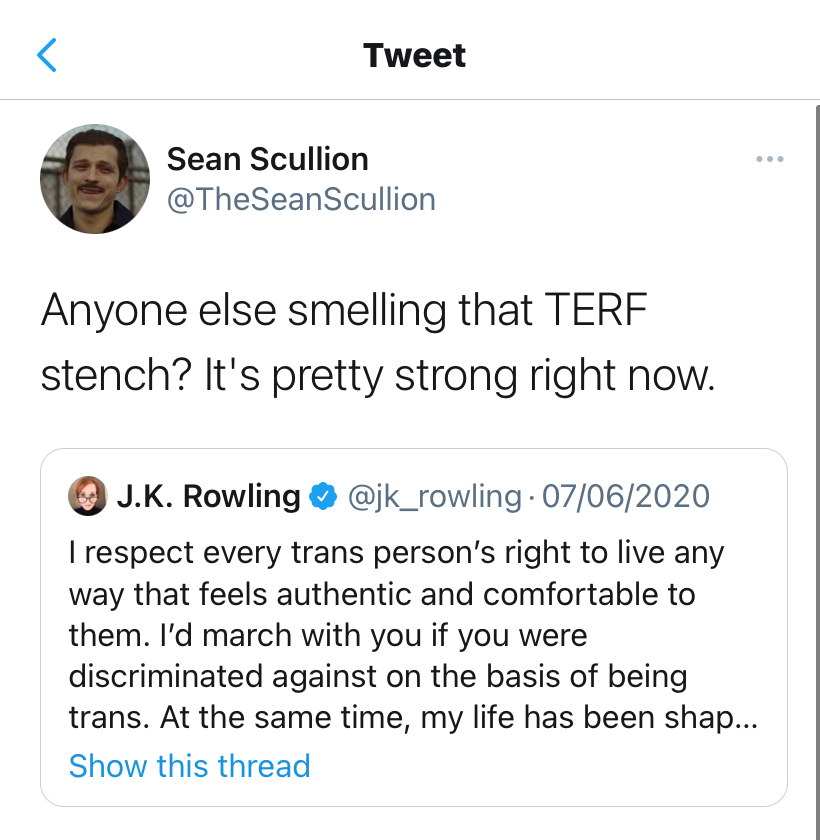 Tweet
Sean Scullion
@TheSeanScullion
Anyone else smelling that TERF
stench? It's pretty strong right now.
J.K. Rowling @jk_rowling · 07/06/2020
I respect every trans person’s right to live any
way that feels authentic and comfortable to
them. I’d march with you if you were
discriminated against on the basis of being
trans. At the same time, my life has been shap...
Show this thread